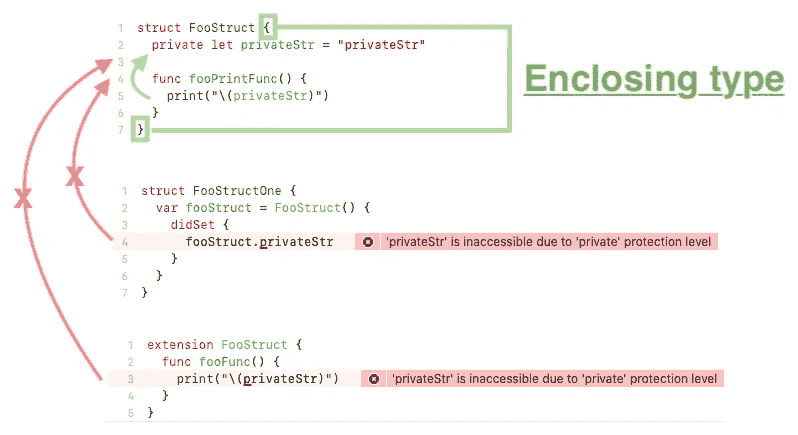 1 struct FooStruct {
2 private let privateStr = "privateStr"
3
4 func fooPrintFunc() {
5 print("\(privateStr)")
6 }
7 }
Enclosing type
1 struct FooStructOne {
2 var fooStruct = FooStruct() {
3 didSet {
4 fooStruct.privateStr 'privateStr' is inaccessible due to 'private' protection level
5 }
6 }
7 }
1 extension FooStruct {
2 func fooFunc() {
3 print("\(privateStr)") 'privateStr' is inaccessible due to 'private' protection level
4 }
5 }